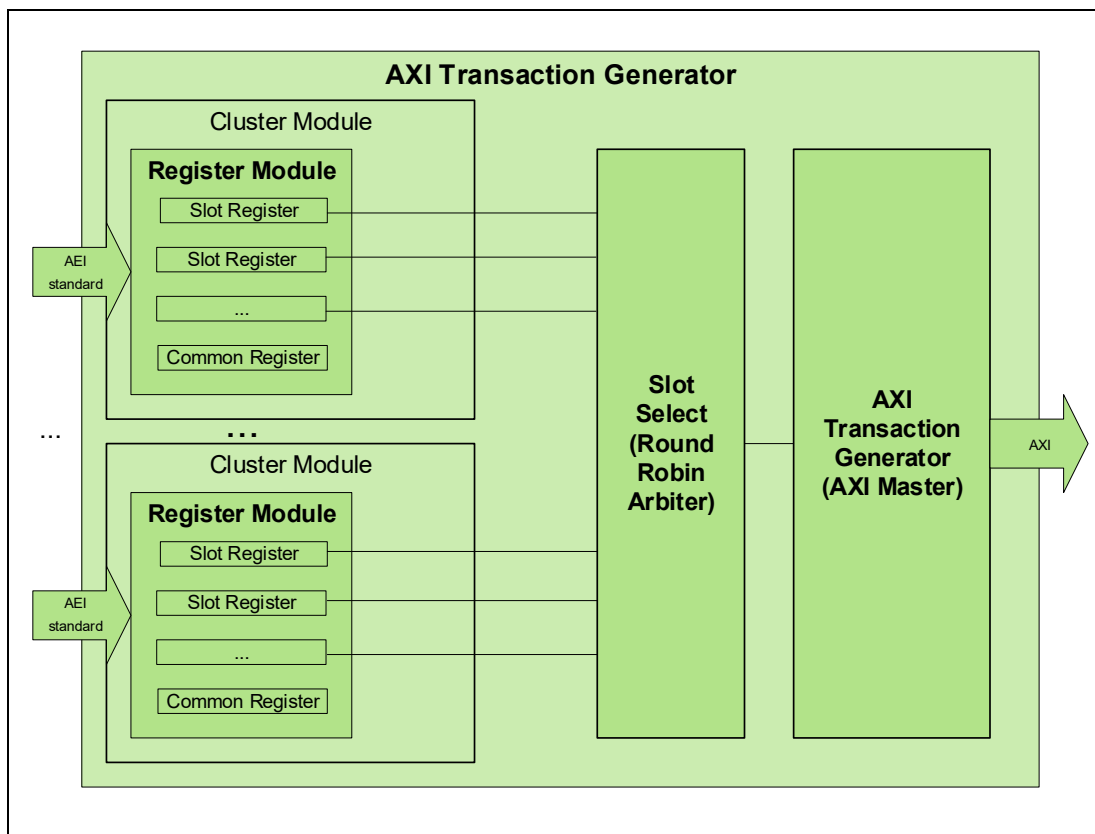 AXI Transaction Generator
Cluster Module
Register Module
Slot Register
Slot Register
...
Common Register
AEI
standard
...
...
Cluster Module
Register Module
Slot Register
Slot Register
...
Common Register
AEI
standard
Slot
Select
(Round
Robin
Arbiter)
AXI
Transaction
Generator
(AXI Master)
AXI